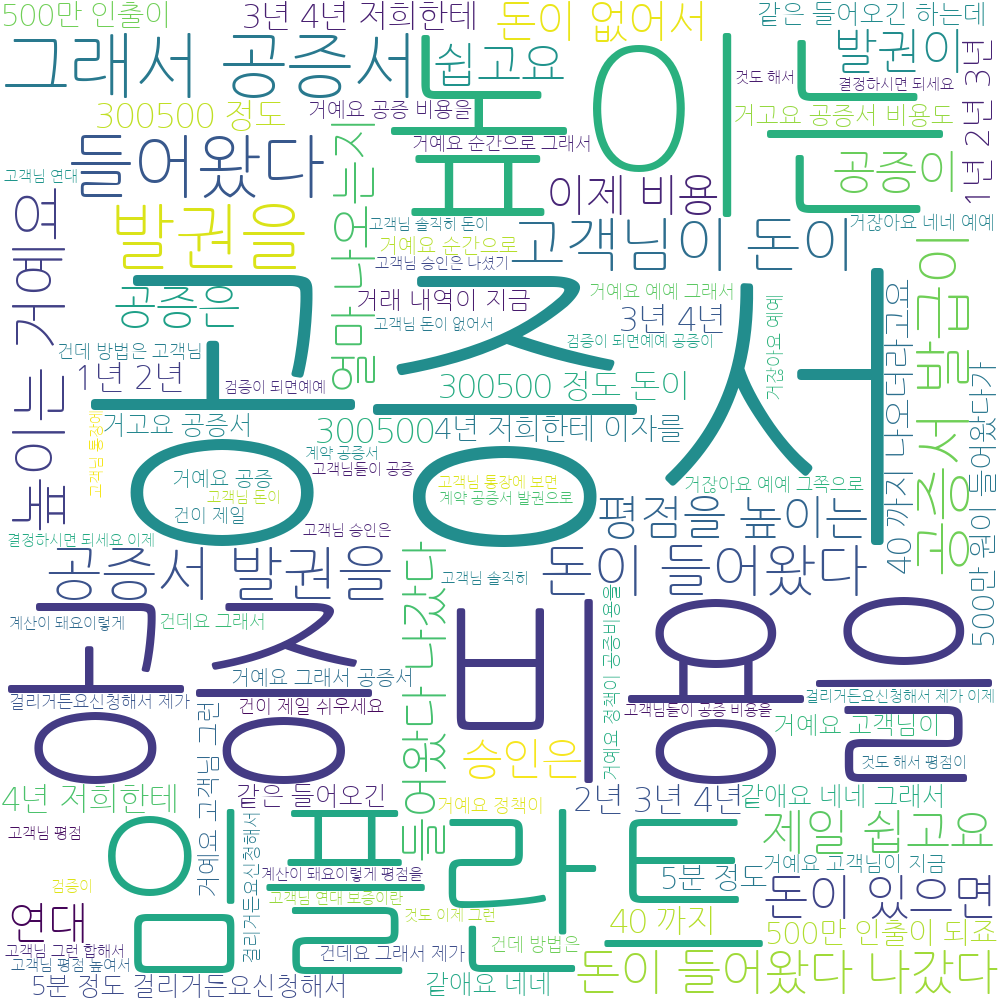 500만 인출이
3년 4년 저희한테
돈이 없어서
같은 들어오긴 하는데
그래서 공증서
쉽고요
높이는
발권이
것도 해서
결정하시면 되세요
1년 2년 3년
300500 정도
거예요 공증 비용을
거고요 공증서 비용도
들어왔다
거예요 순간으로 그래서
고객님 연대
얼마나오는지
표
이제 비용
공증이
높이는 거예요
발권을
고객님 솔직히 돈이
고객님이 돈이
거잖아요 네네 예예
거예요 순간으로
고객님 승인은 나셨기
공증서 발급이
공증은
공증서
거래 내역이 지금
거예요 예예 그래서
고객님 돈이 없어서
3년 4년
거잖아요 예예
40 까지 나오더라고요
건데 방법은 고객님
검증이 되면예예 공증이
1년 2년
검증이 되면예예
300500 정도 돈이
500만 원이 들어왔다가
고객님 통장에
거고요 공증서
300500
4년 저희한테 이자를
계약 공증서
고객님들이 공증
거예요 공증
고객님 통장에 보면
거잖아요 예예 그쪽으로
고객님 돈이
계약 공증서 발권으로
건이 제일
평점을 높이는
고객님 승인은
결정하시면 되세요 이제
공증서 발권을
들어왔다 나갔다
고객님 솔직히
돈이 들어왔다
거예요 정책이 공증비용을
공증 비용을
계산이 돼요이렇게
건데요 그래서
거예요 그래서 공증서
걸리거든요신청해서 제가
건이 제일 쉬우세요
고객님들이 공증 비용을
걸리거든요신청해서 제가 이제
거예요 고객님 그런
거예요 고객님이
승인은
것도 해서 평점이
4년 저희한테
같은 들어오긴
거예요 정책이
2년 3년 4년
같애요 네네 그래서
걸리거든요신청해서
임플란트
고객님 평점
제일 쉽고요
계산이 돼요이렇게 평점을
5분 정도
거예요 고객님이 지금
검증이
고객님 연대 보증이란
돈이 있으면
연대
것도 이제 그런
40 까지
500만 인출이 되죠
고객님 그런 합해서
건데요 그래서 제가
건데 방법은
고객님 평점 높여서
5분 정도 걸리거든요신청해서
같애요 네네
돈이 들어왔다 나갔다